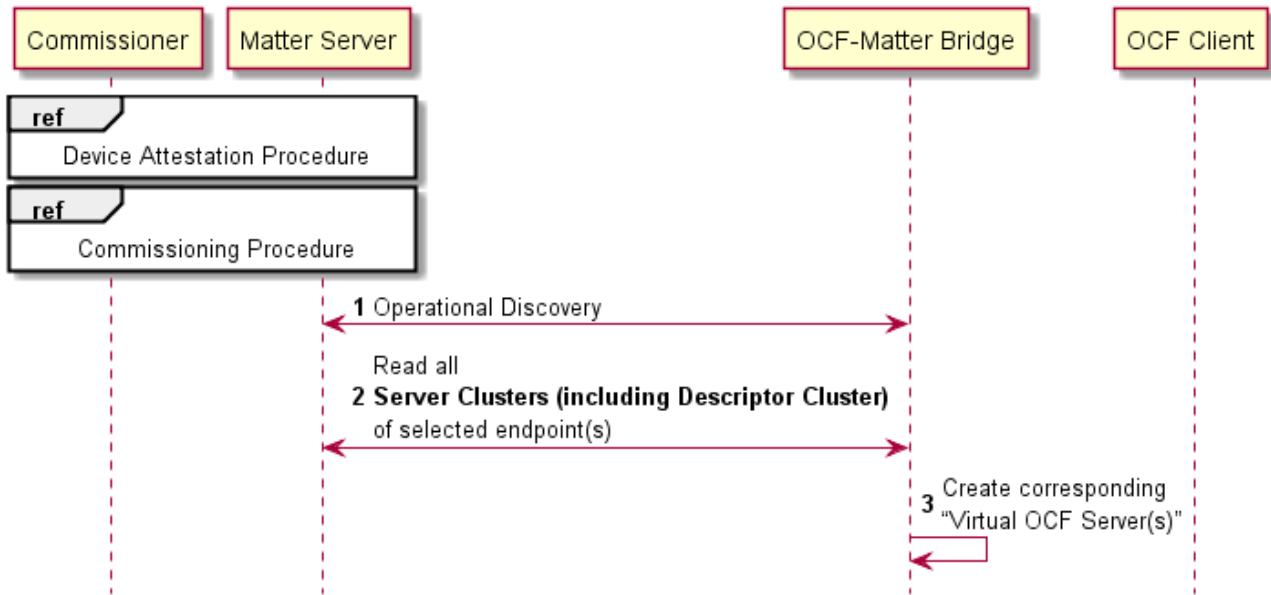 Commissioner
Matter Server
OCF-Matter Bridge
OCF Client
ref
Device Attestation Procedure
ref
Commissioning Procedure
1 Operational Discovery
Read all
2 Server Clusters (including Descriptor Cluster)
of selected endpoint(s)
Create corresponding
3
“Virtual OCF Server(s)”